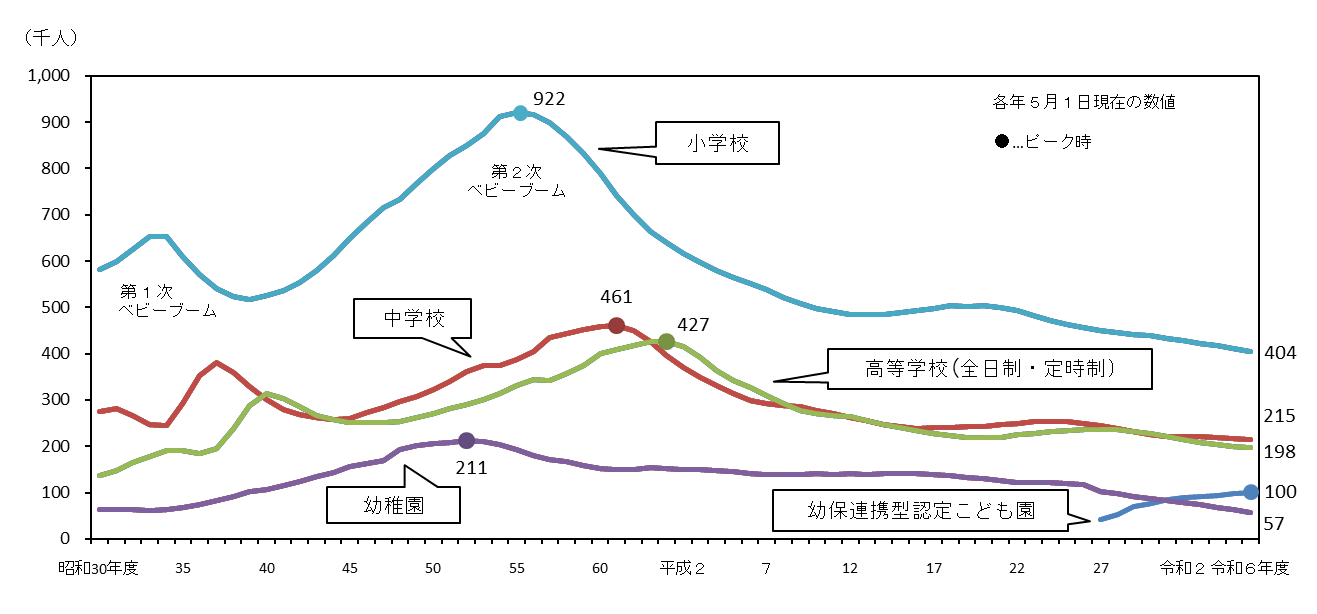 （千人）
1,000
900
800
700
600
500
400
300
200
100
0
昭和30年度
35
40
45
50
55
60
平成２
７
12
17
22
27
令和２
令和６年度
各年５月１日現在の数値
●…ピーク時
922
小学校
第２次
ベビーブーム
第１次
ベビーブーム
中学校
461
427
高等学校（全日制・定時制）
幼稚園
211
幼保連携型認定こども園
404
215
198
100
57